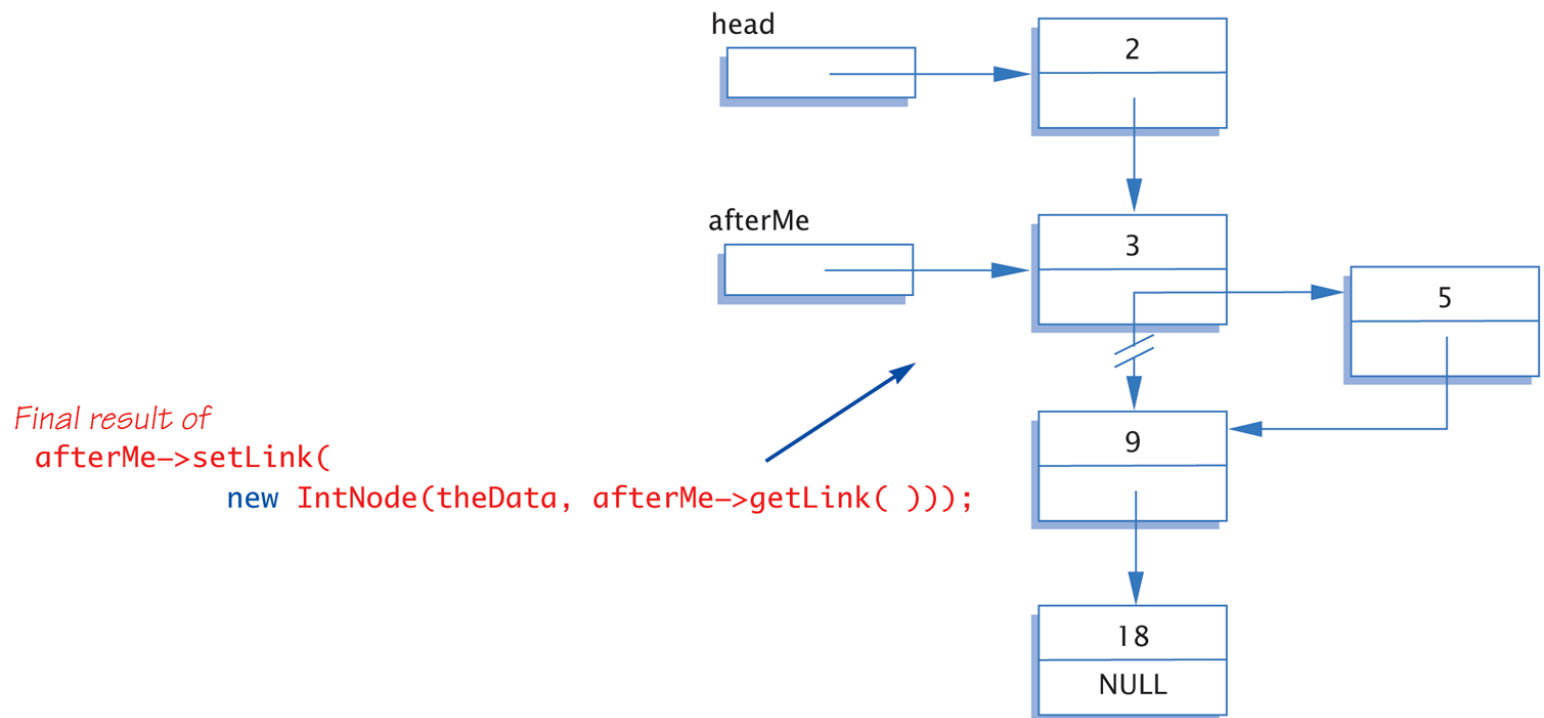 head
2
afterMe
3
5
Final result of
afterMe–>setLink(
new IntNode(theData, afterMe–>getLink( )));
9
18
NULL